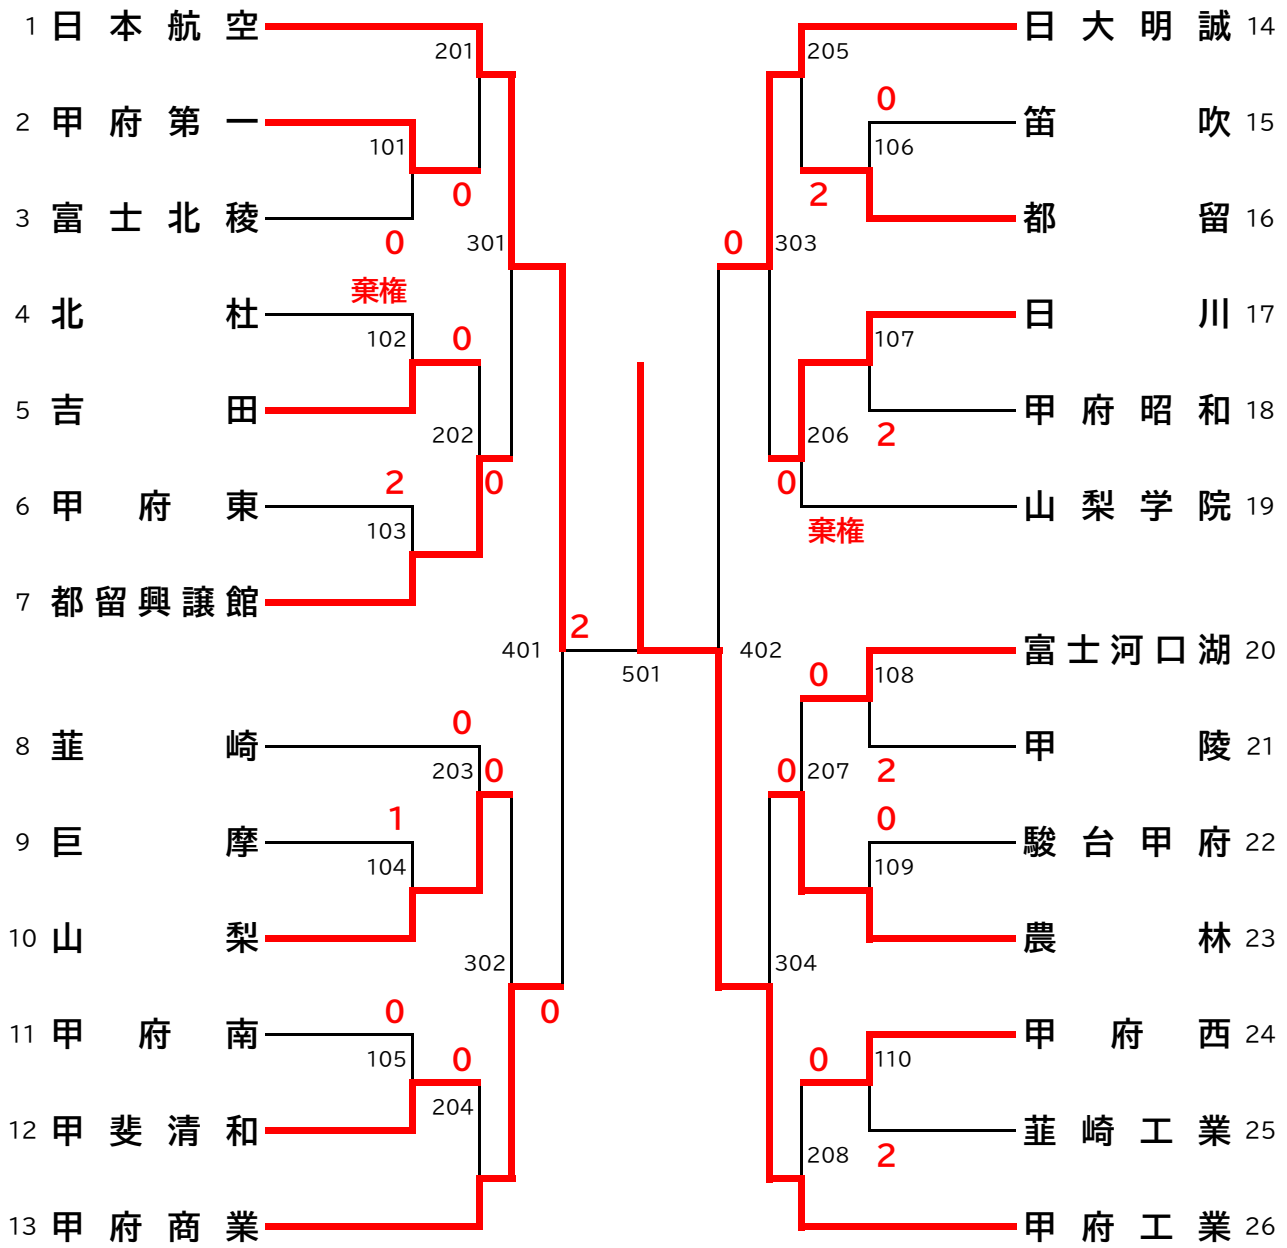 1 日本航空
201
2 甲府第一
101
0
3 富士北稜
0
301
棄権
4 北杜
102
0
5 吉田
202
2
0
6 甲府東
103
7 都留興譲館
2
401
501
0
8 韮崎
203
0
1
9 巨摩
104
10 山梨
302
0
0
11 甲府南
105
0
204
12 甲斐清和
13 甲府商業
日大明誠 14
205
0
笛吹 15
106
2
都留 16
0
303
日川 17
107
甲府昭和 18
206
2
0
山梨学院 19
棄権
402
富士河口湖 20
0
108
甲陵 21
0
207
2
0
駿台甲府 22
109
農林 23
304
甲府西 24
0
110
韮崎工業 25
208
2
甲府工業 26